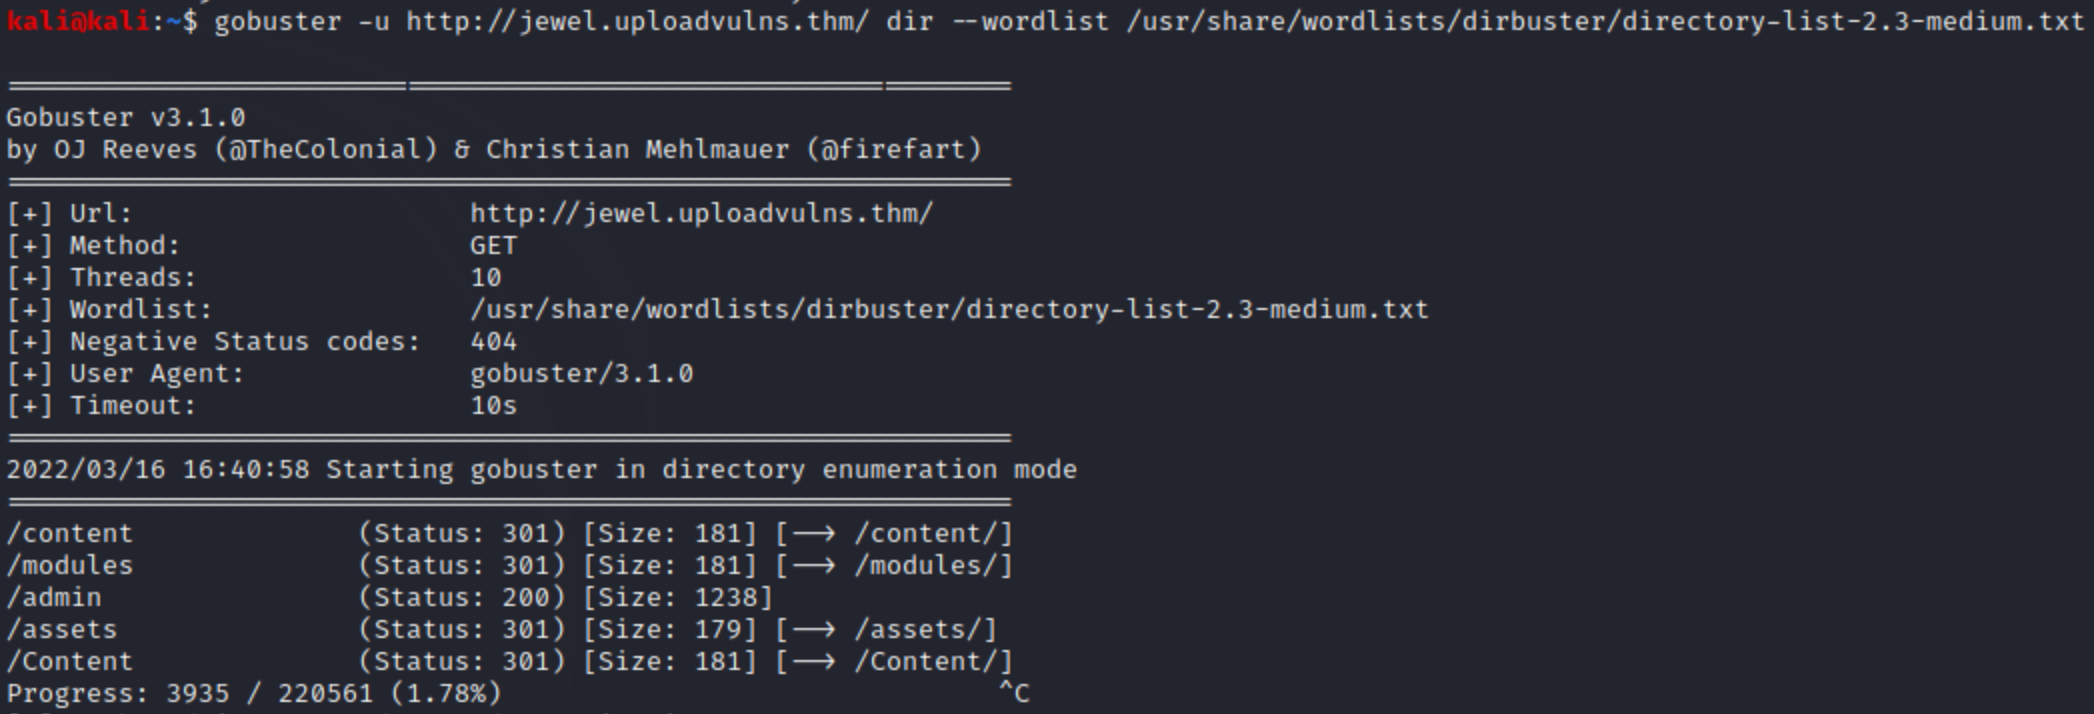 kali@kali:~$ gobuster -u http://jewel.uploadvulns.thm/ dir --wordlist /usr/share/wordlists/dirbuster/directory-list-2.3-medium.txt
===============================================================
Gobuster v3.1.0
by OJ Reeves (@TheColonial) & Christian Mehlmauer (@firefart)
===============================================================
[+] Url:                     http://jewel.uploadvulns.thm/
[+] Method:                  GET
[+] Threads:                 10
[+] Wordlist:                /usr/share/wordlists/dirbuster/directory-list-2.3-medium.txt
[+] Negative Status codes:   404
[+] User Agent:              gobuster/3.1.0
[+] Timeout:                 10s
===============================================================
2022/03/16 16:40:58 Starting gobuster in directory enumeration mode
===============================================================
/content              (Status: 301) [Size: 181] [--> /content/]
/modules              (Status: 301) [Size: 181] [--> /modules/]
/admin                (Status: 200) [Size: 1238]
/assets               (Status: 301) [Size: 179] [--> /assets/]
/Content              (Status: 301) [Size: 181] [--> /Content/]
Progress: 3935 / 220561 (1.78%)                               ^C